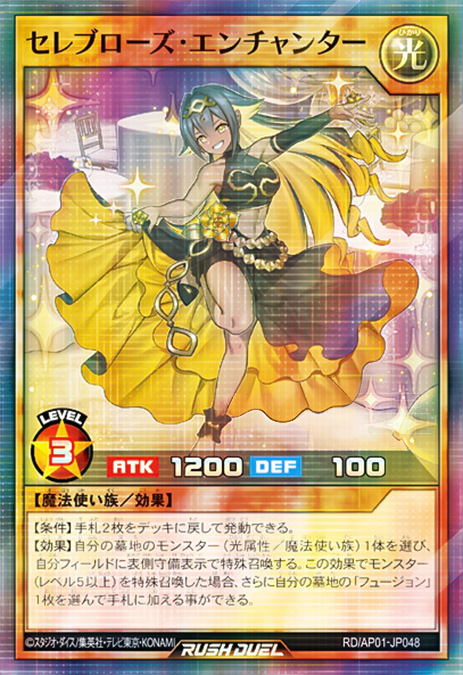 セレブローズ・エンチャンター
ひかり
光
LEVEL
3
ATK 1200 DEF 100
【魔法使い族／効果】
【条件】手札2枚をデッキに戻して発動できる。
【効果】自分の墓地のモンスター（光属性／魔法使い族）1体を選び、
自分フィールドに表側守備表示で特殊召喚する。この効果でモンスター
（レベル5以上）を特殊召喚した場合、さらに自分の墓地の「フュージョン」
1枚を選んで手札に加える事ができる。
©スタジオ・ダイス/集英社・テレビ東京・KONAMI
RUSH DUEL
RD/AP01-JP048